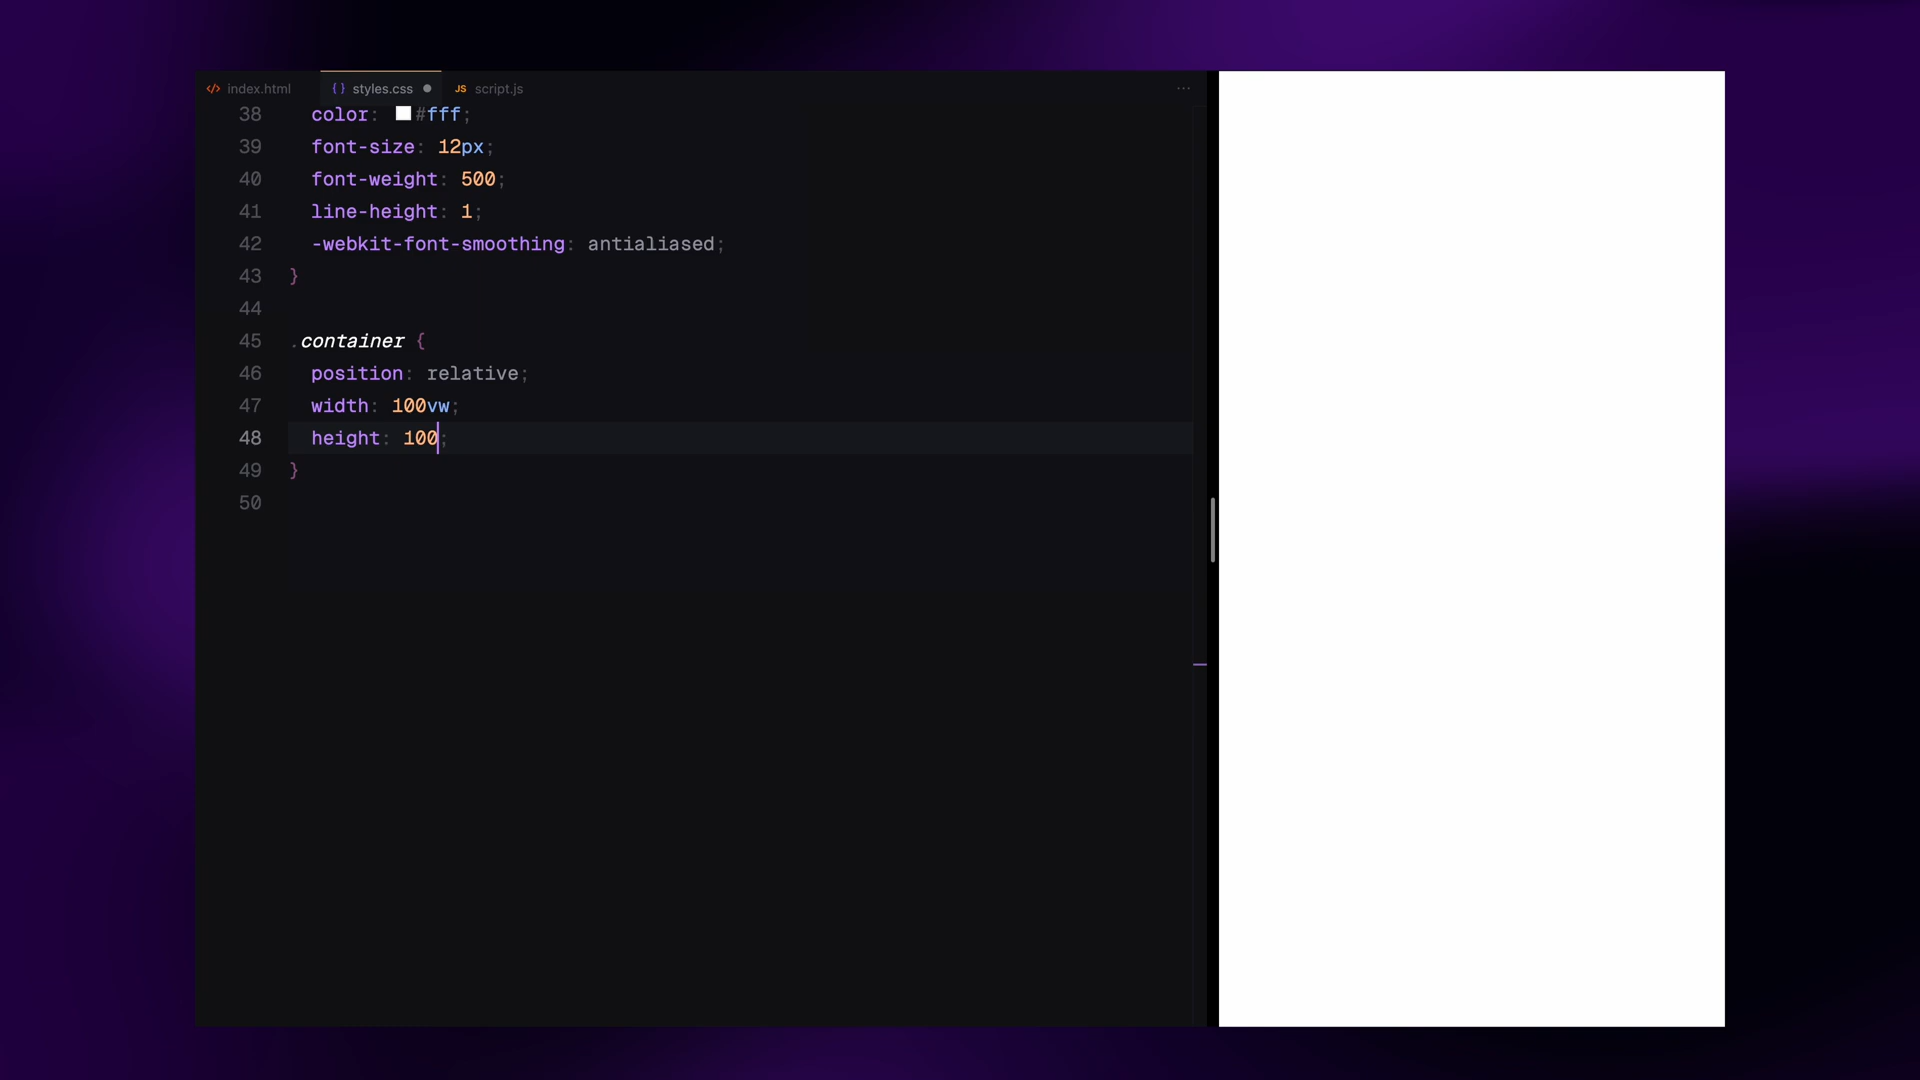 index.html styles.css JS script.js ...
38 color: #fff;
39 font-size: 12px;
40 font-weight: 500;
41 line-height: 1;
42 -webkit-font-smoothing: antialiased;
43 }
44
45 .container {
46 position: relative;
47 width: 100vw;
48 height: 100;
49 }
50